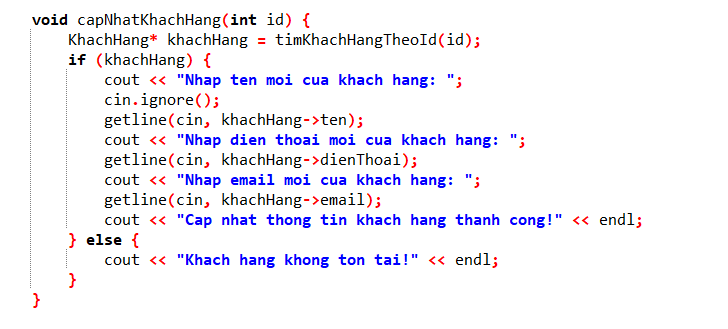 void capNhatKhachHang(int id) {
    KhachHang* khachHang = timKhachHangTheoId(id);
    if (khachHang) {
        cout << "Nhap ten moi cua khach hang: ";
        cin.ignore();
        getline(cin, khachHang->ten);
        cout << "Nhap dien thoai moi cua khach hang: ";
        getline(cin, khachHang->dienThoai);
        cout << "Nhap email moi cua khach hang: ";
        getline(cin, khachHang->email);
        cout << "Cap nhat thong tin khach hang thanh cong!" << endl;
    } else {
        cout << "Khach hang khong ton tai!" << endl;
    }
}